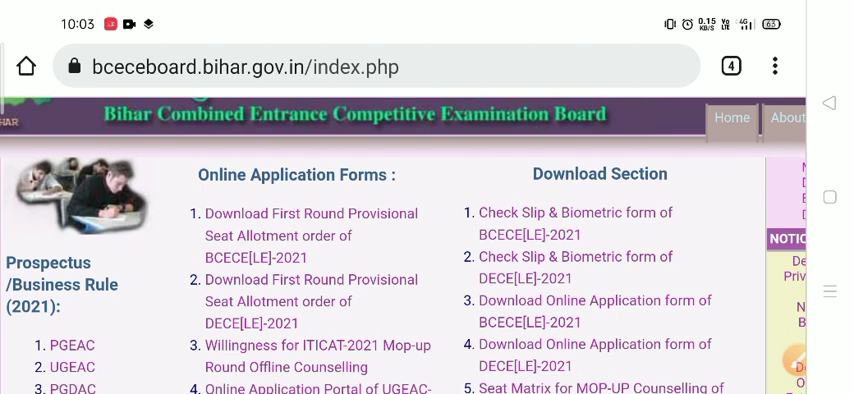 10:03
0.15 KB/S
Vo LTE
4G
63
bceceboard.bihar.gov.in/index.php
4
HAR
Bihar Combined Entrance Competitive Examination Board
Home
About
Prospectus
/Business Rule
(2021):
1. PGEAC
2. UGEAC
3. PGDAC
Online Application Forms :
1. Download First Round Provisional
Seat Allotment order of
BCECE[LE]-2021
2. Download First Round Provisional
Seat Allotment order of
DECE[LE]-2021
3. Willingness for ITICAT-2021 Mop-up
Round Offline Counselling
4. Online Application Portal of UGEAC-
Download Section
1. Check Slip & Biometric form of
BCECE[LE]-2021
2. Check Slip & Biometric form of
DECE[LE]-2021
3. Download Online Application form of
BCECE[LE]-2021
4. Download Online Application form of
DECE[LE]-2021
5. Seat Matrix for MOP-UP Counselling of
NOTIC
De
Priv
N
B
O